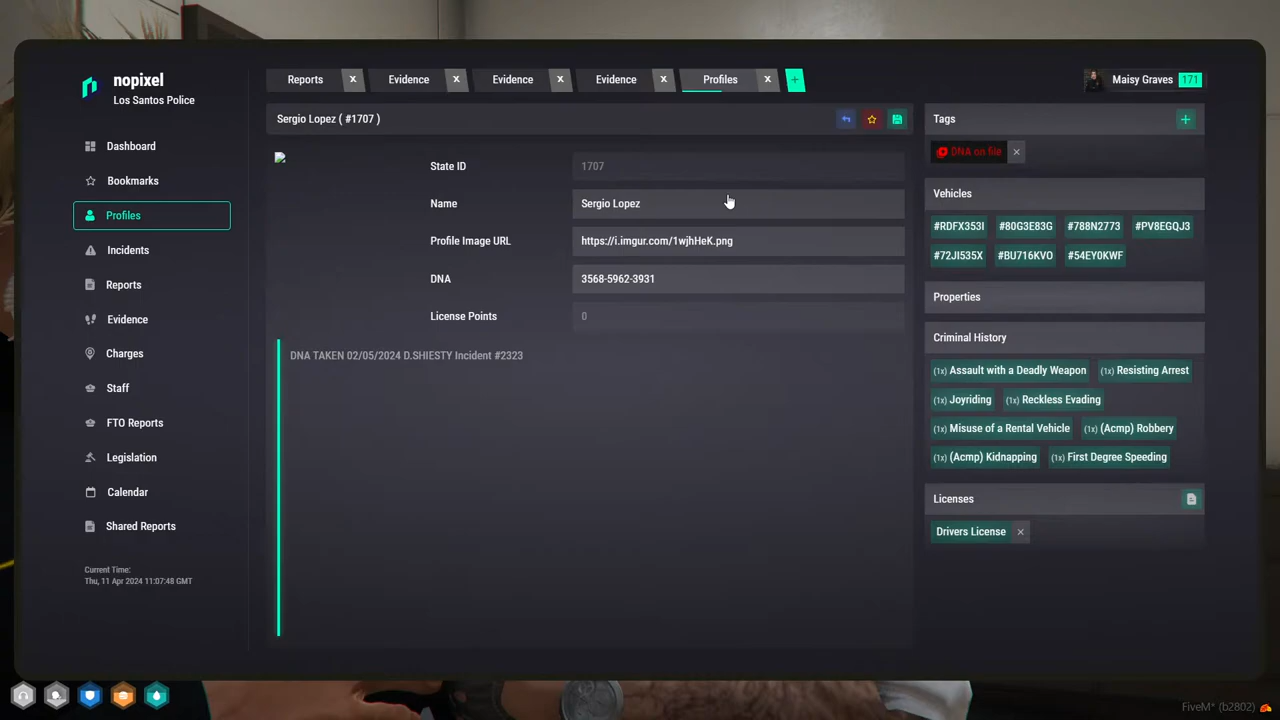 nopixel
Los Santos Police
Reports x Evidence x Evidence x Evidence x Profiles x +
Maisy Graves 171
Dashboard
Bookmarks
Profiles
Incidents
Reports
Evidence
Charges
Staff
FTO Reports
Legislation
Calendar
Shared Reports
Current Time:
Thu, 11 Apr 2024 11:07:48 GMT
Sergio Lopez ( #1707 )
State ID 1707
Name Sergio Lopez
Profile Image URL https://i.imgur.com/1wjhHeK.png
DNA 3568-5962-3931
License Points 0
DNA TAKEN 02/05/2024 D.SHIESTY Incident #2323
Tags +
DNA on file ×
Vehicles
#RDFX353I #80G3E83G #788N2773 #PV8EGQJ3
#72JI535X #BU716KVO #54EY0KWF
Properties
Criminal History
(1x) Assault with a Deadly Weapon (1x) Resisting Arrest
(1x) Joyriding (1x) Reckless Evading
(1x) Misuse of a Rental Vehicle (1x) (Acmp) Robbery
(1x) (Acmp) Kidnapping (1x) First Degree Speeding
Licenses
Drivers License ×
FiveM* (b2802)